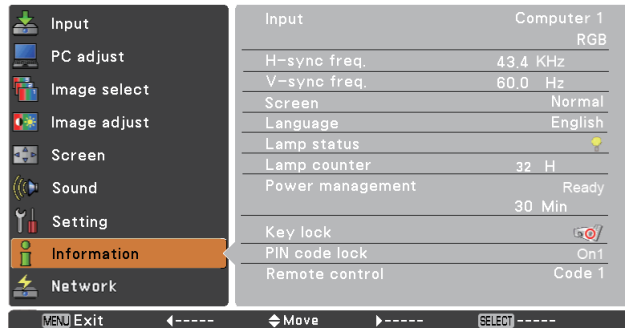 Input
PC adjust
Image select
Image adjust
Screen
Sound
Setting
Information
Network
Input Computer 1
RGB
H-sync freq. 43.4 KHz
V-sync freq. 60.0 Hz
Screen Normal
Language English
Lamp status
Lamp counter 32 H
Power management Ready
30 Min
Key lock
PIN code lock On1
Remote control Code 1
MENU Exit ◄----- ⬍Move ►----- SELECT -----